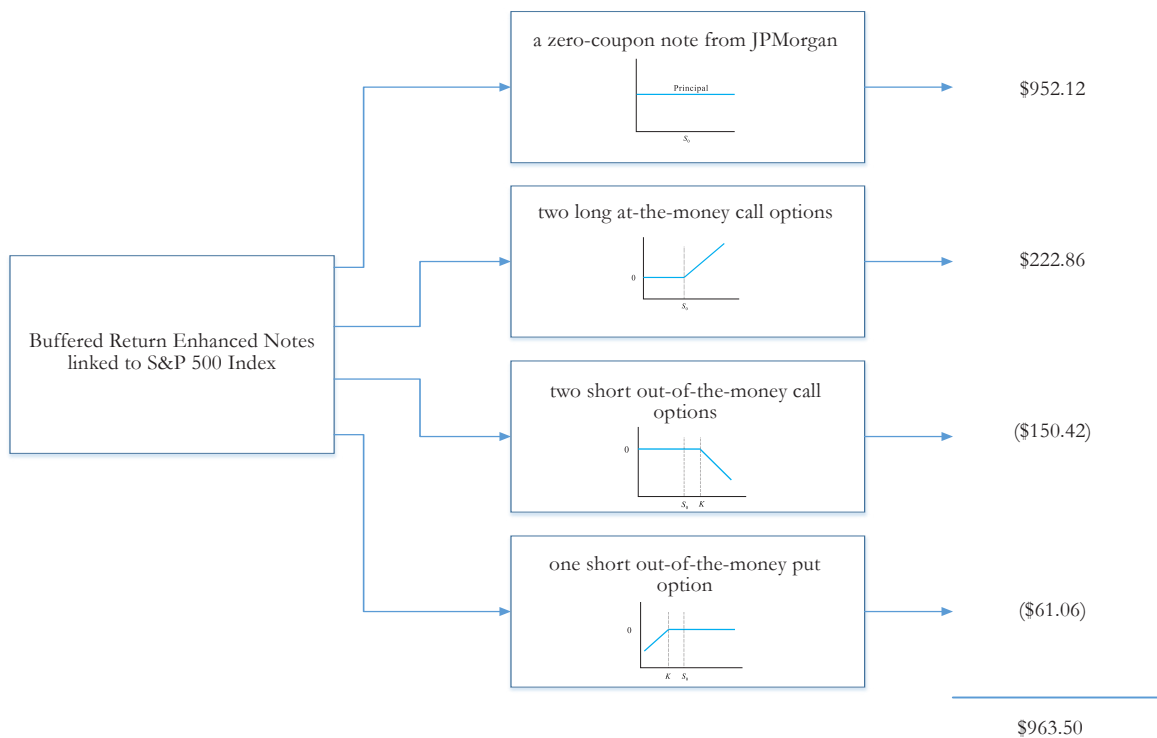 a zero-coupon note from JPMorgan
Principal
S₀
$952.12
two long at-the-money call options
0
S₀
$222.86
Buffered Return Enhanced Notes
linked to S&P 500 Index
two short out-of-the-money call
options
0
S₀ K
($150.42)
one short out-of-the-money put
option
0
K S₀
($61.06)
$963.50